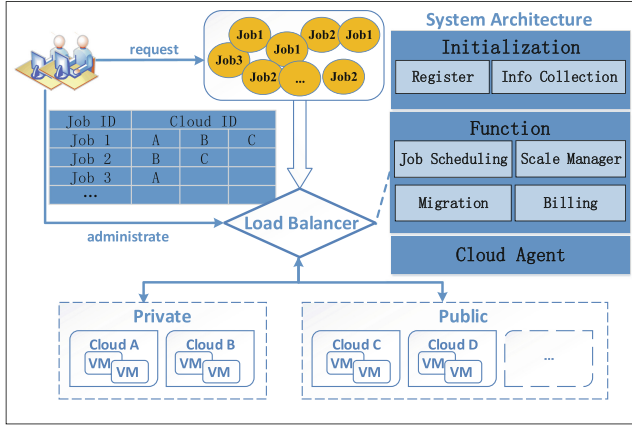 System Architecture
request
Job1
Job2
Job1
Job1
Job3
Job2
...
Job2
Initialization
Register
Info Collection
Job ID
Cloud ID
Job 1 A B C
Job 2 B C
Job 3 A
...
Function
Job Scheduling
Scale Manager
Migration
Billing
Cloud Agent
administrate
Load Balancer
Private
Cloud A
VM
VM
Cloud B
VM
VM
Public
Cloud C
VM
VM
Cloud D
VM
VM
...